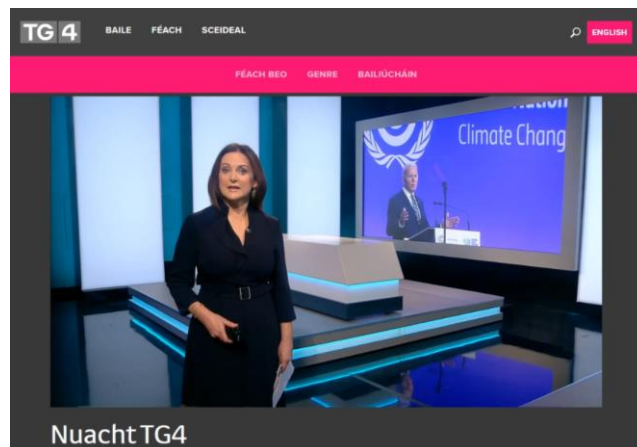 TG4 BAILE FÉACH SCEIDEAL ENGLISH
FÉACH BEO GENRE BAILIÚCHÁIN
Climate Chang
Nuacht TG4